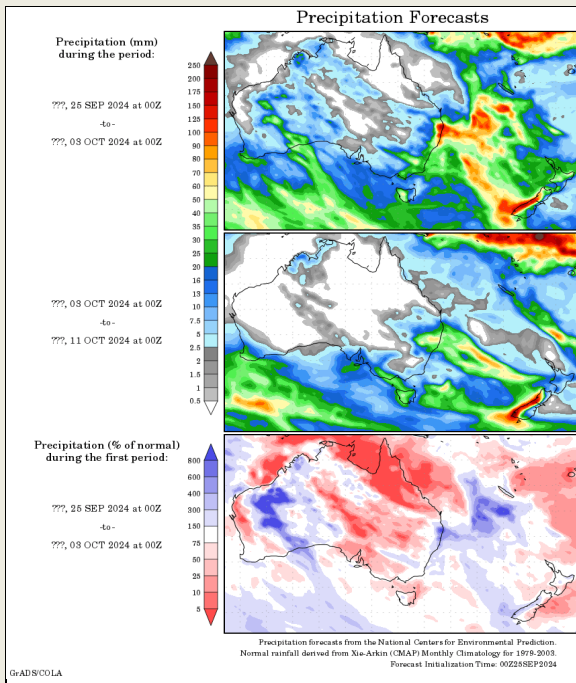 Precipitation Forecasts
Precipitation (mm)
during the period:
???, 25 SEP 2024 at 00Z
-to-
???, 03 OCT 2024 at 00Z
250
200
175
150
125
100
90
80
70
60
50
40
35
30
25
20
16
13
10
7.5
5
2.5
2
1.5
1
0.5
???, 03 OCT 2024 at 00Z
-to-
???, 11 OCT 2024 at 00Z
Precipitation (% of normal)
during the first period:
???, 25 SEP 2024 at 00Z
-to-
???, 03 OCT 2024 at 00Z
800
600
400
300
150
75
50
25
10
5
Precipitation forecasts from the National Centers for Environmental Prediction.
Normal rainfall derived from Xie-Arkin (CMAP) Monthly Climatology for 1979-2003.
Forecast Initialization Time: 00Z25SEP2024
GrADS/COLA